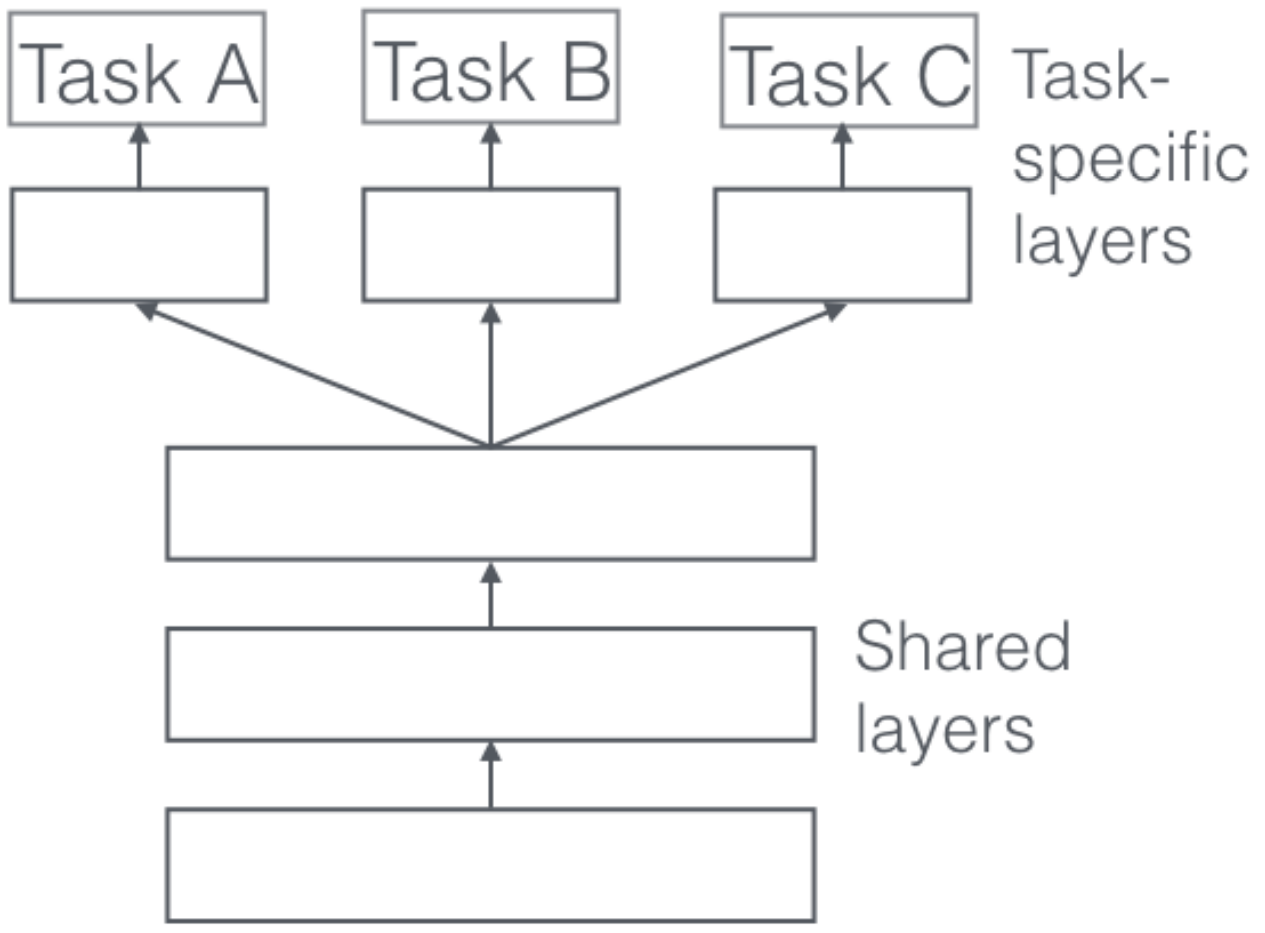 Task A
Task B
Task C
Task-
specific
layers
Shared
layers